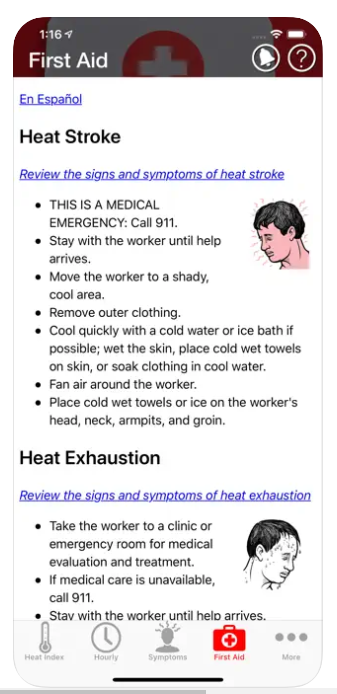 1:16
First Aid
?
En Español
Heat Stroke
Review the signs and symptoms of heat stroke
• THIS IS A MEDICAL
EMERGENCY: Call 911.
• Stay with the worker until help
arrives.
• Move the worker to a shady,
cool area.
• Remove outer clothing.
• Cool quickly with a cold water or ice bath if
possible; wet the skin, place cold wet towels
on skin, or soak clothing in cool water.
• Fan air around the worker.
• Place cold wet towels or ice on the worker's
head, neck, armpits, and groin.
Heat Exhaustion
Review the signs and symptoms of heat exhaustion
• Take the worker to a clinic or
emergency room for medical
evaluation and treatment.
• If medical care is unavailable,
call 911.
• Stay with the worker until help arrives.
Heat Index Hourly Symptoms First Aid More